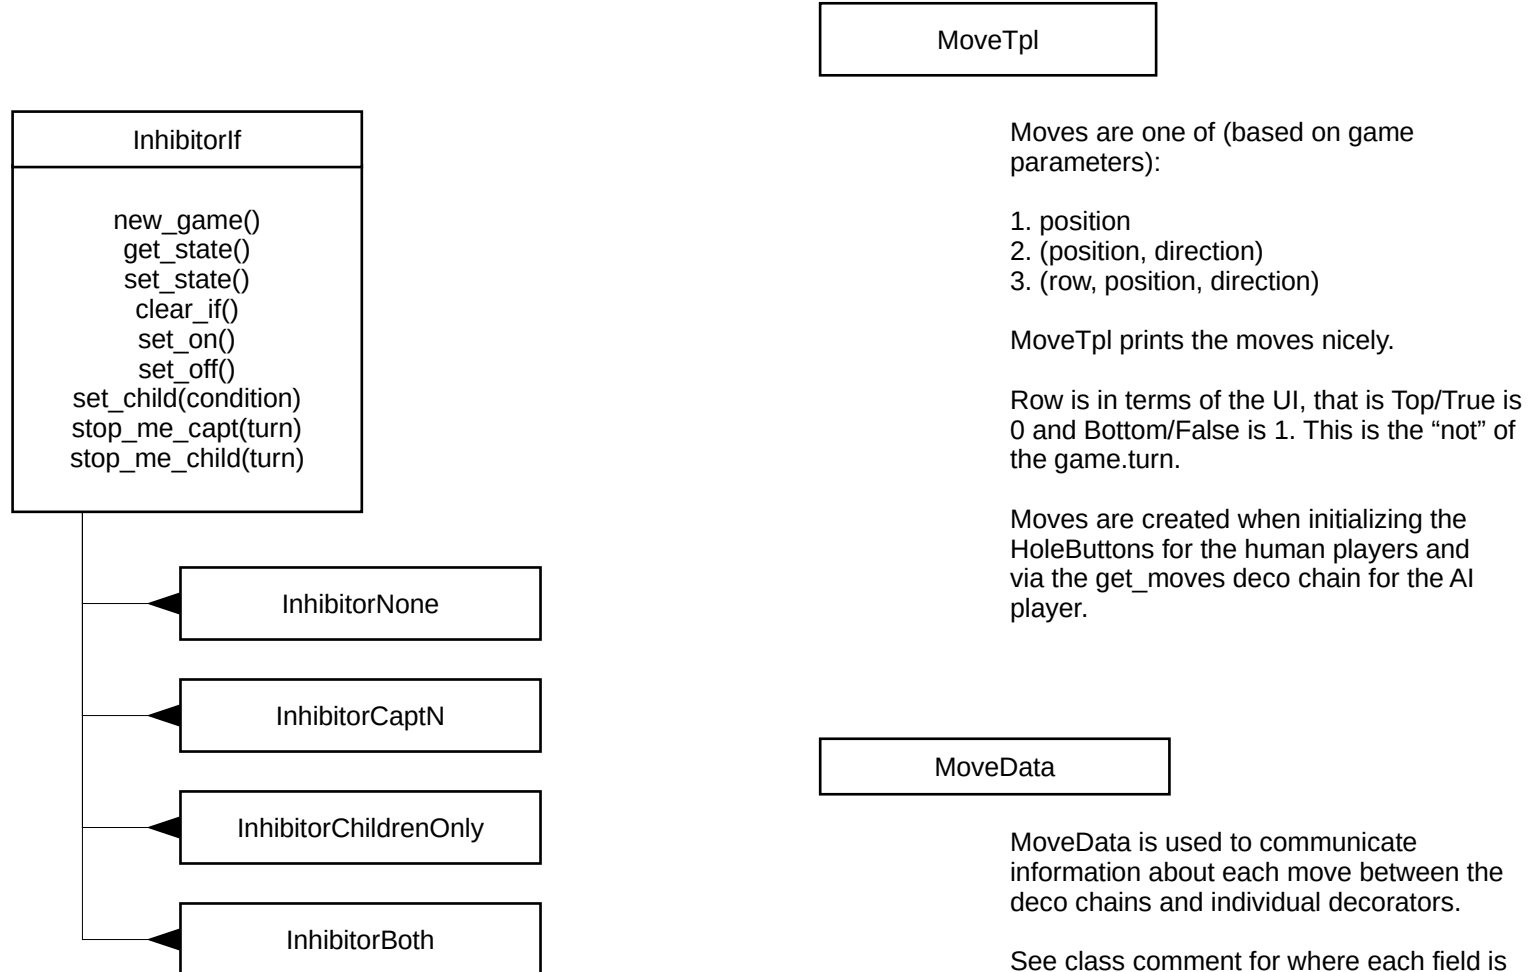 InhibitorIf
new_game()
get_state()
set_state()
clear_if()
set_on()
set_off()
set_child(condition)
stop_me_capt(turn)
stop_me_child(turn)
InhibitorNone
InhibitorCaptN
InhibitorChildrenOnly
InhibitorBoth
MoveTpl
Moves are one of (based on game
parameters):
1. position
2. (position, direction)
3. (row, position, direction)
MoveTpl prints the moves nicely.
Row is in terms of the UI, that is Top/True is
0 and Bottom/False is 1. This is the “not” of
the game.turn.
Moves are created when initializing the
HoleButtons for the human players and
via the get_moves deco chain for the AI
player.
MoveData
MoveData is used to communicate
information about each move between the
deco chains and individual decorators.
See class comment for where each field is